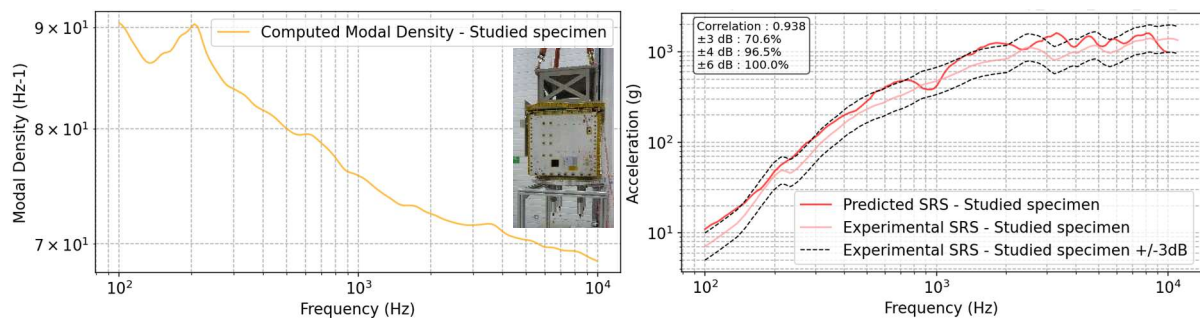 9 × 10¹
8 × 10¹
7 × 10¹
Modal Density (Hz-1)
Computed Modal Density - Studied specimen
10²
10³
10⁴
Frequency (Hz)
Correlation : 0.938
±3 dB : 70.6%
±4 dB : 96.5%
±6 dB : 100.0%
10³
10²
10¹
Acceleration (g)
Predicted SRS - Studied specimen
Experimental SRS - Studied specimen
Experimental SRS - Studied specimen +/-3dB
10²
10³
10⁴
Frequency (Hz)